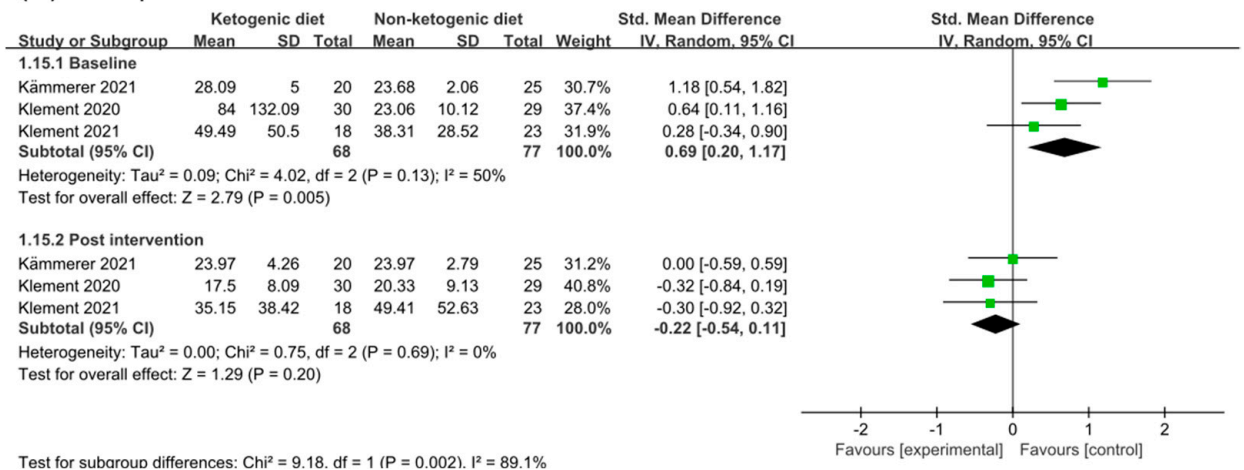 Ketogenic diet Non-ketogenic diet Std. Mean Difference Std. Mean Difference
Study or Subgroup Mean SD Total Mean SD Total Weight IV, Random, 95% CI IV, Random, 95% CI
1.15.1 Baseline
Kämmerer 2021 28.09 5 20 23.68 2.06 25 30.7% 1.18 [0.54, 1.82]
Klement 2020 84 132.09 30 23.06 10.12 29 37.4% 0.64 [0.11, 1.16]
Klement 2021 49.49 50.5 18 38.31 28.52 23 31.9% 0.28 [-0.34, 0.90]
Subtotal (95% CI) 68 77 100.0% 0.69 [0.20, 1.17]
Heterogeneity: Tau² = 0.09; Chi² = 4.02, df = 2 (P = 0.13); I² = 50%
Test for overall effect: Z = 2.79 (P = 0.005)
1.15.2 Post intervention
Kämmerer 2021 23.97 4.26 20 23.97 2.79 25 31.2% 0.00 [-0.59, 0.59]
Klement 2020 17.5 8.09 30 20.33 9.13 29 40.8% -0.32 [-0.84, 0.19]
Klement 2021 35.15 38.42 18 49.41 52.63 23 28.0% -0.30 [-0.92, 0.32]
Subtotal (95% CI) 68 77 100.0% -0.22 [-0.54, 0.11]
Heterogeneity: Tau² = 0.00; Chi² = 0.75, df = 2 (P = 0.69); I² = 0%
Test for overall effect: Z = 1.29 (P = 0.20)
-2 -1 0 1 2
Favours [experimental] Favours [control]
Test for subgroup differences: Chi² = 9.18, df = 1 (P = 0.002), I² = 89.1%